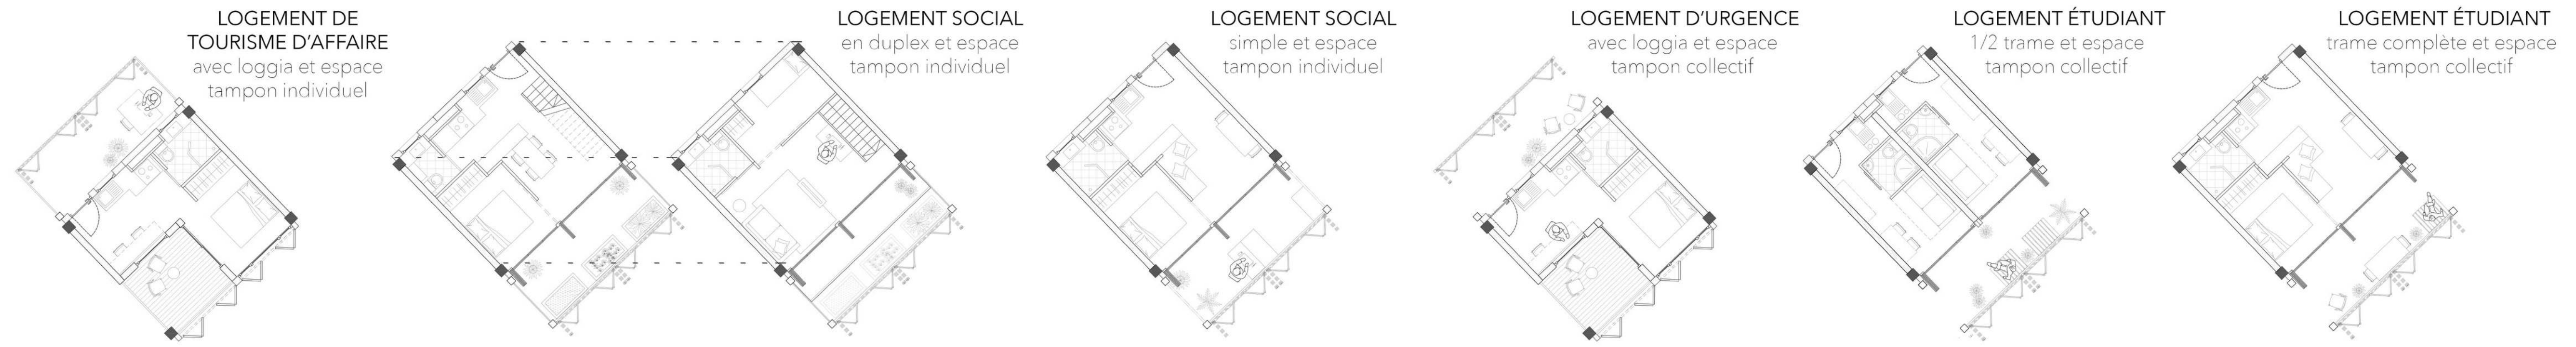 LOGEMENT DE
TOURISME D’AFFAIRE
avec loggia et espace
tampon individuel
LOGEMENT SOCIAL
en duplex et espace
tampon individuel
LOGEMENT SOCIAL
simple et espace
tampon individuel
LOGEMENT D’URGENCE
avec loggia et espace
tampon collectif
LOGEMENT ÉTUDIANT
1/2 trame et espace
tampon collectif
LOGEMENT ÉTUDIANT
trame complète et espace
tampon collectif